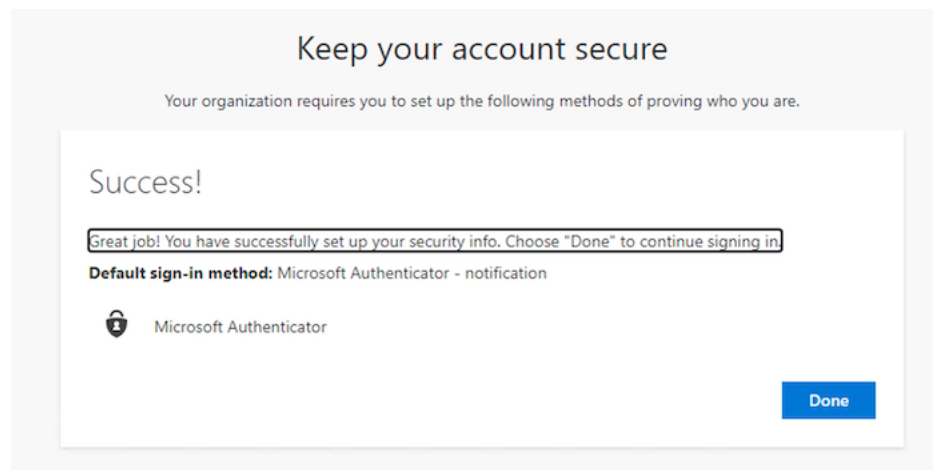 Keep your account secure
Your organization requires you to set up the following methods of proving who you are.
Success!
Great job! You have successfully set up your security info. Choose "Done" to continue signing in.
Default sign-in method: Microsoft Authenticator - notification
Microsoft Authenticator
Done